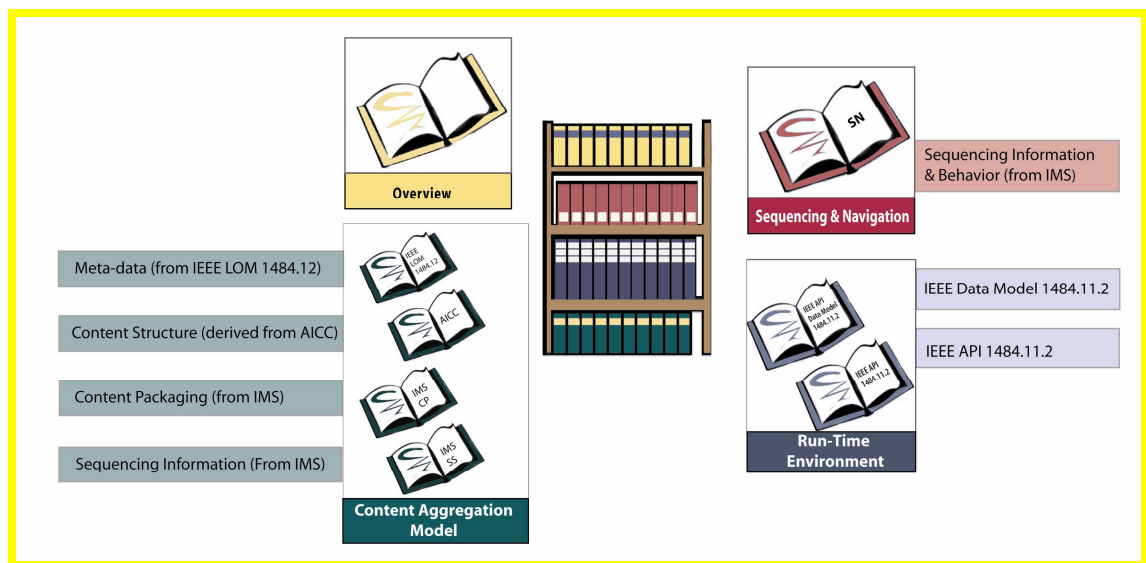 Overview
SN
Sequencing & Navigation
Sequencing Information
& Behavior (from IMS)
Meta-data (from IEEE LOM 1484.12)
Content Structure (derived from AICC)
Content Packaging (from IMS)
Sequencing Information (From IMS)
IEEE
LOM
1484.12
AICC
IMS
CP
IMS
SS
Content Aggregation
Model
IEEE API
Data Model
1484.11.2
IEEE API
1484.11.2
Run-Time
Environment
IEEE Data Model 1484.11.2
IEEE API 1484.11.2